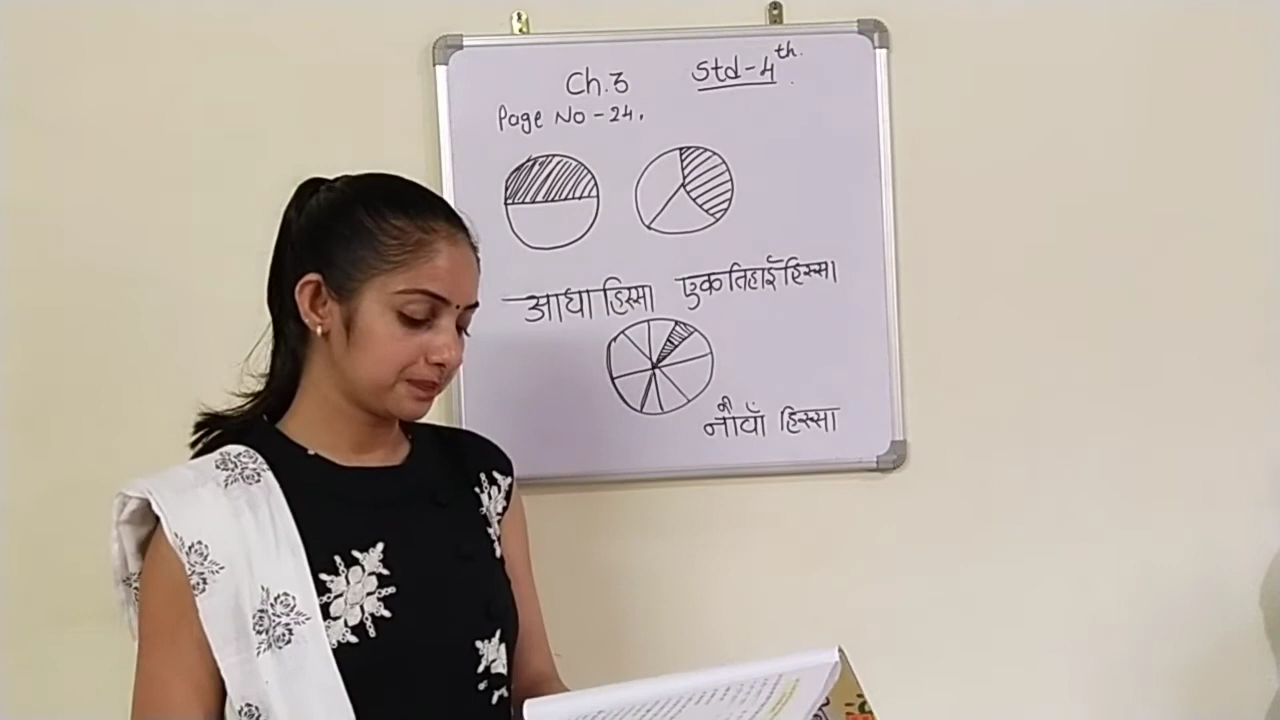 Ch.3 Std-4th.
Page No-24.
आधा हिस्सा एक तिहाई हिस्सा
नौवाँ हिस्सा